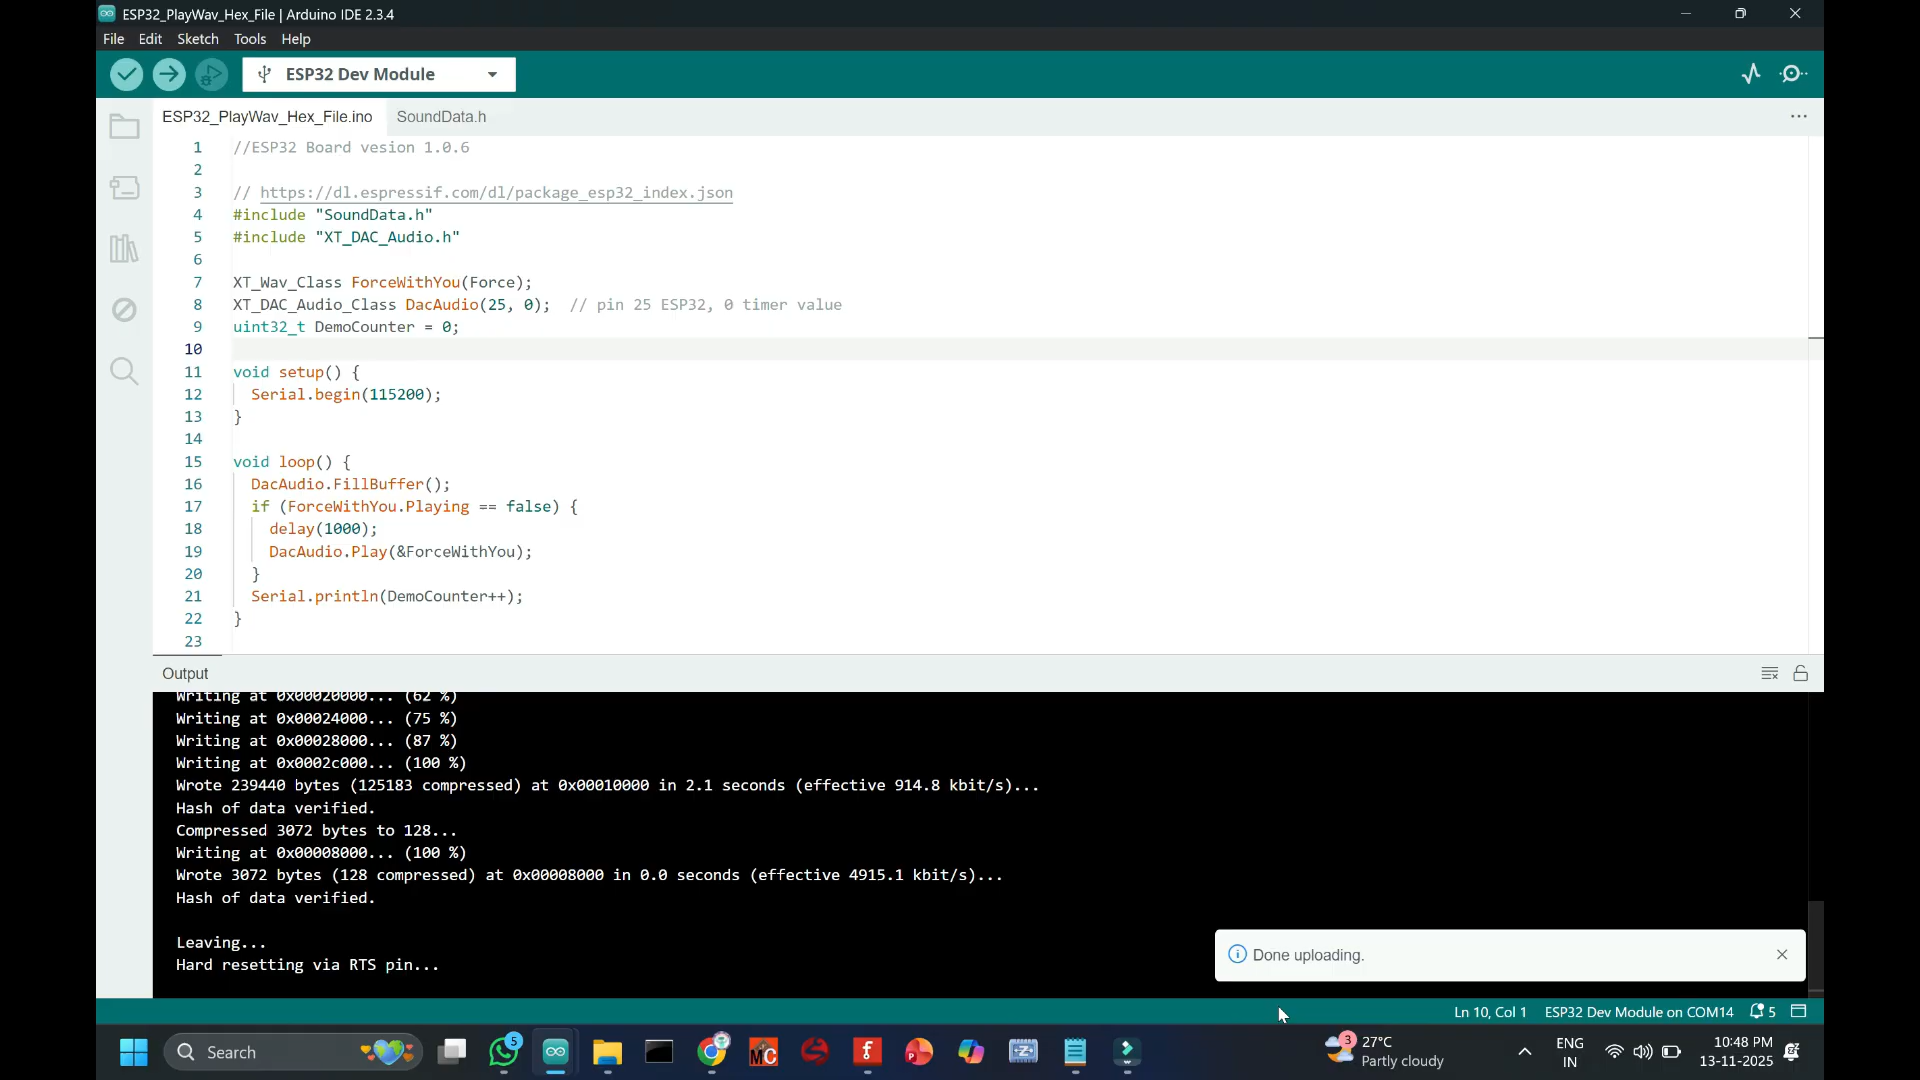 ESP32_PlayWav_Hex_File | Arduino IDE 2.3.4
File Edit Sketch Tools Help
ESP32 Dev Module
ESP32_PlayWav_Hex_File.ino SoundData.h
1 //ESP32 Board vesion 1.0.6
2
3 // https://dl.espressif.com/dl/package_esp32_index.json
4 #include "SoundData.h"
5 #include "XT_DAC_Audio.h"
6
7 XT_Wav_Class ForceWithYou(Force);
8 XT_DAC_Audio_Class DacAudio(25, 0);  // pin 25 ESP32, 0 timer value
9 uint32_t DemoCounter = 0;
10
11 void setup() {
12 Serial.begin(115200);
13 }
14
15 void loop() {
16 DacAudio.FillBuffer();
17 if (ForceWithYou.Playing == false) {
18 delay(1000);
19 DacAudio.Play(&ForceWithYou);
20 }
21 Serial.println(DemoCounter++);
22 }
23
Output
Writing at 0x00020000... (62 %)
Writing at 0x00024000... (75 %)
Writing at 0x00028000... (87 %)
Writing at 0x0002c000... (100 %)
Wrote 239440 bytes (125183 compressed) at 0x00010000 in 2.1 seconds (effective 914.8 kbit/s)...
Hash of data verified.
Compressed 3072 bytes to 128...
Writing at 0x00008000... (100 %)
Wrote 3072 bytes (128 compressed) at 0x00008000 in 0.0 seconds (effective 4915.1 kbit/s)...
Hash of data verified.
Leaving...
Hard resetting via RTS pin...
Done uploading.
Ln 10, Col 1 ESP32 Dev Module on COM14 5
Search
5
MC
3
27°C
Partly cloudy
ENG
IN
10:48 PM
13-11-2025